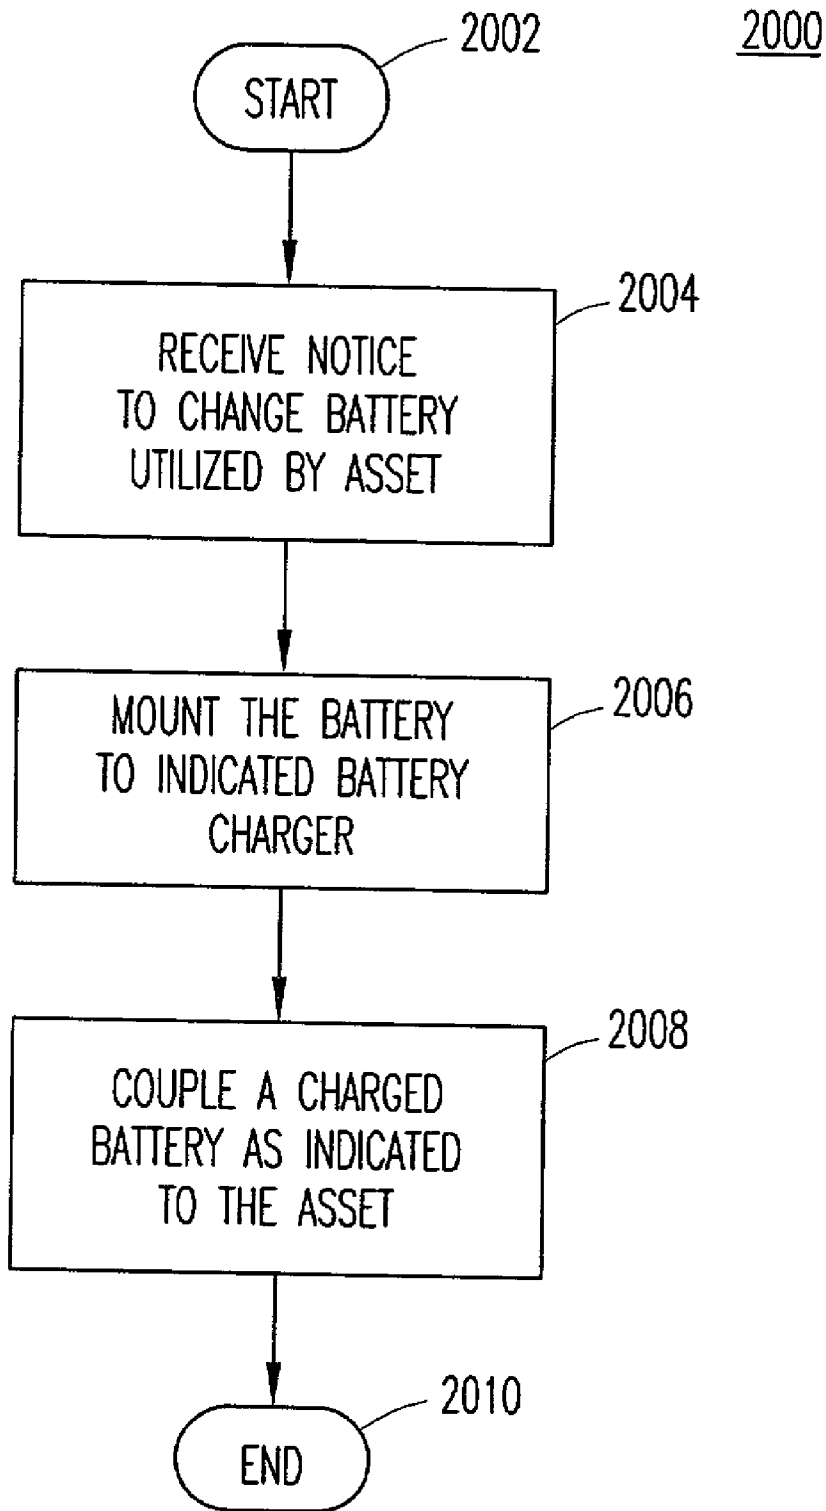 2000
2002
START
2004
RECEIVE NOTICE
TO CHANGE BATTERY
UTILIZED BY ASSET
2006
MOUNT THE BATTERY
TO INDICATED BATTERY
CHARGER
2008
COUPLE A CHARGED
BATTERY AS INDICATED
TO THE ASSET
2010
END